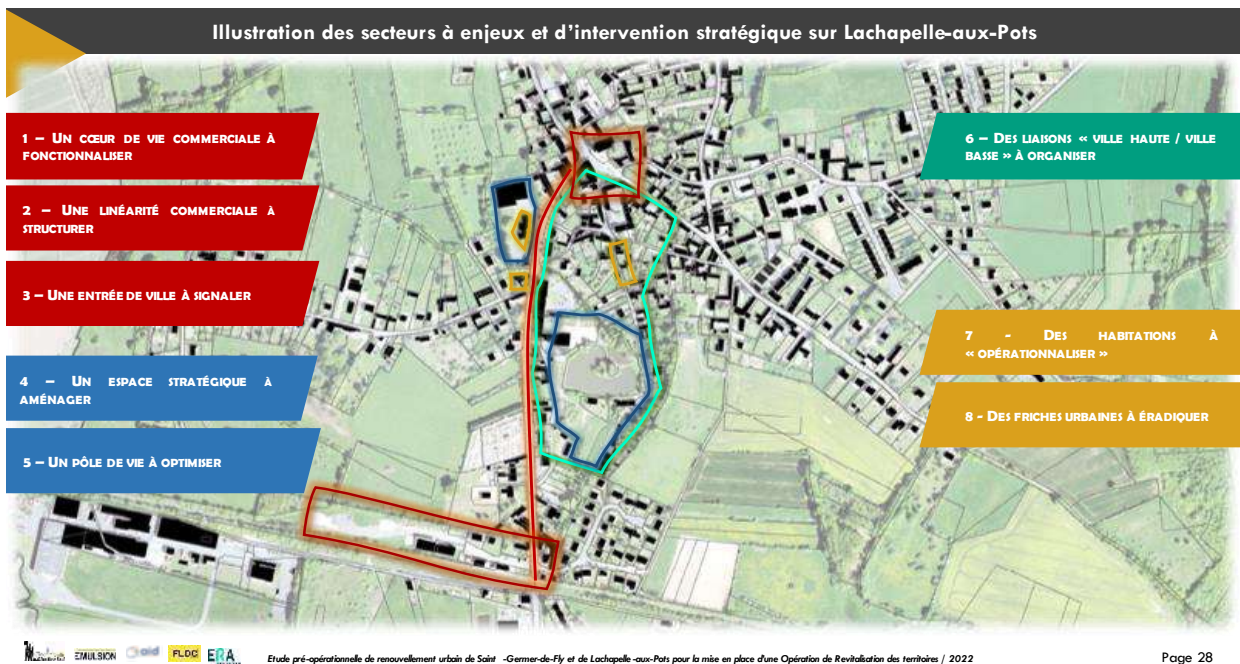 Illustration des secteurs à enjeux et d'intervention stratégique sur Lachapelle-aux-Pots
1 – UN CŒUR DE VIE COMMERCIALE À
FONCTIONNALISER
2 – UNE LINÉARITÉ COMMERCIALE À
STRUCTURER
3 – UNE ENTRÉE DE VILLE À SIGNALER
4 – UN ESPACE STRATÉGIQUE À
AMÉNAGER
5 – UN PÔLE DE VIE À OPTIMISER
6 – DES LIAISONS « VILLE HAUTE / VILLE
BASSE » À ORGANISER
7 - DES HABITATIONS À
« OPÉRATIONNALISER »
8 - DES FRICHES URBAINES À ÉRADIQUER
EMULSION aid FLDC ERA
Etude pré-opérationnelle de renouvellement urbain de Saint -Germer-de-Fly et de Lachapelle -aux-Pots pour la mise en place d'une Opération de Revitalisation des territoires / 2022
Page 28